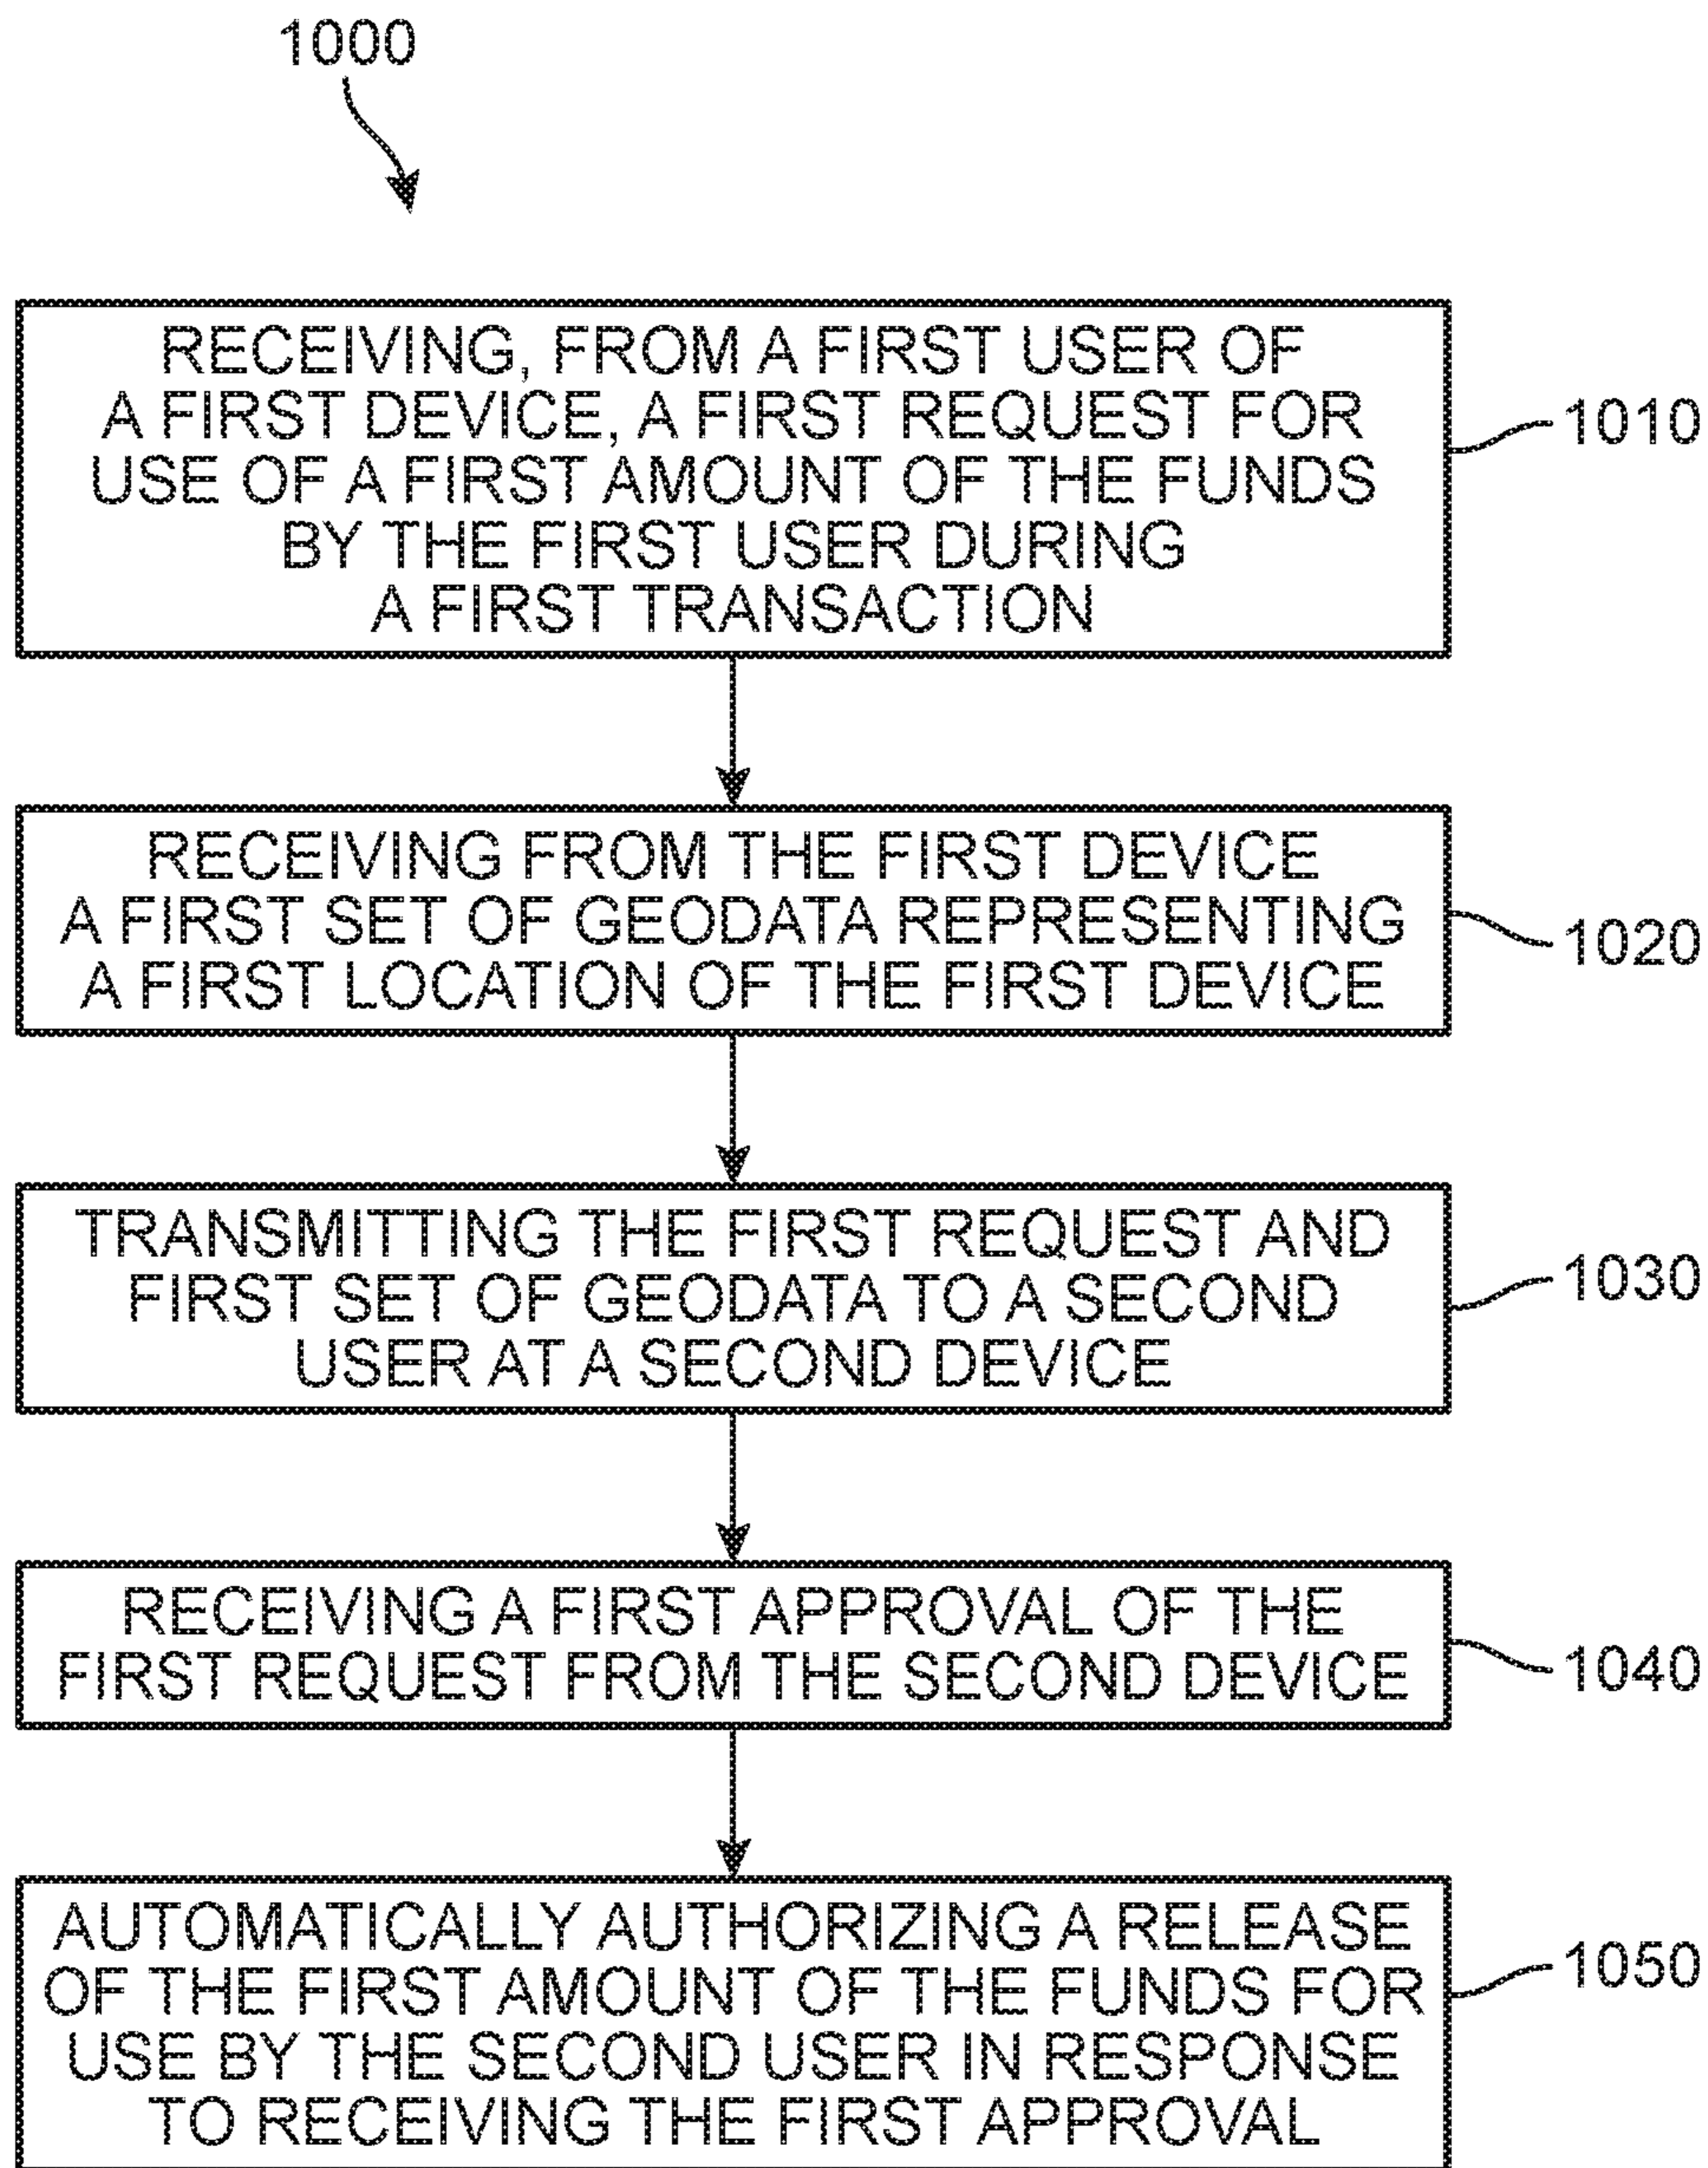 1000
RECEIVING, FROM A FIRST USER OF
A FIRST DEVICE, A FIRST REQUEST FOR
USE OF A FIRST AMOUNT OF THE FUNDS
BY THE FIRST USER DURING
A FIRST TRANSACTION
1010
RECEIVING FROM THE FIRST DEVICE
A FIRST SET OF GEODATA REPRESENTING
A FIRST LOCATION OF THE FIRST DEVICE
1020
TRANSMITTING THE FIRST REQUEST AND
FIRST SET OF GEODATA TO A SECOND
USER AT A SECOND DEVICE
1030
RECEIVING A FIRST APPROVAL OF THE
FIRST REQUEST FROM THE SECOND DEVICE
1040
AUTOMATICALLY AUTHORIZING A RELEASE
OF THE FIRST AMOUNT OF THE FUNDS FOR
USE BY THE SECOND USER IN RESPONSE
TO RECEIVING THE FIRST APPROVAL
1050